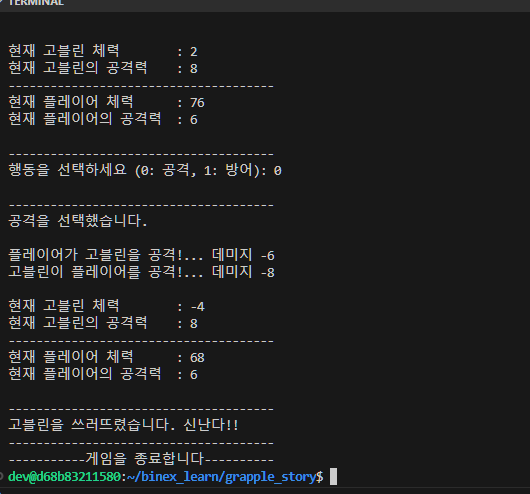 TERMINAL
현재 고블린 체력 : 2
현재 고블린의 공격력 : 8
--------------------------------------
현재 플레이어 체력 : 76
현재 플레이어의 공격력 : 6
--------------------------------------
행동을 선택하세요 (0: 공격, 1: 방어): 0
--------------------------------------
공격을 선택했습니다.
플레이어가 고블린을 공격!... 데미지 -6
고블린이 플레이어를 공격!... 데미지 -8
현재 고블린 체력 : -4
현재 고블린의 공격력 : 8
--------------------------------------
현재 플레이어 체력 : 68
현재 플레이어의 공격력 : 6
--------------------------------------
고블린을 쓰러뜨렸습니다. 신난다!!
--------------------------------------
-----------게임을 종료합니다----------
dev@d68b83211580:~/binex_learn/grapple_story$